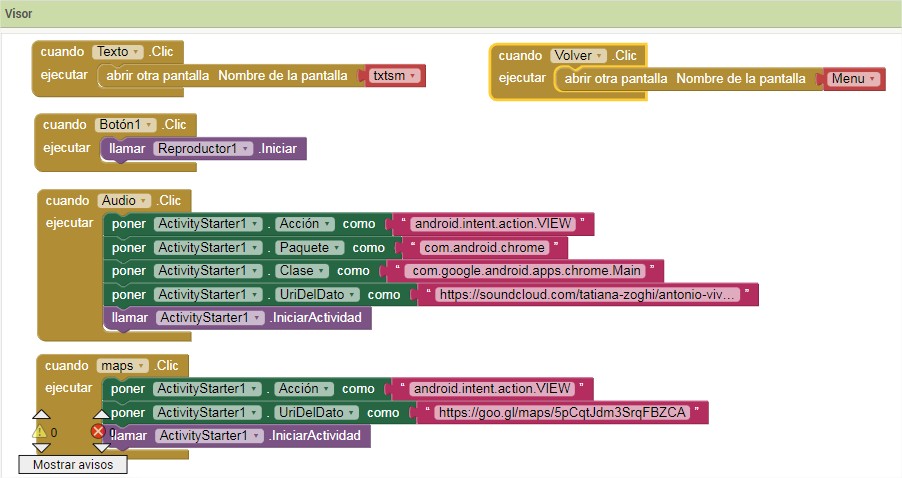 Visor
cuando Texto .Clic
ejecutar abrir otra pantalla Nombre de la pantalla txtsm
cuando Volver .Clic
ejecutar abrir otra pantalla Nombre de la pantalla Menu
cuando Botón1 .Clic
ejecutar llamar Reproductor1 .Iniciar
cuando Audio .Clic
ejecutar poner ActivityStarter1 . Acción como " android.intent.action.VIEW "
poner ActivityStarter1 . Paquete como " com.android.chrome "
poner ActivityStarter1 . Clase como " com.google.android.apps.chrome.Main "
poner ActivityStarter1 . UriDelDato como " https://soundcloud.com/tatiana-zoghi/antonio-viv... "
llamar ActivityStarter1 .IniciarActividad
cuando maps .Clic
ejecutar poner ActivityStarter1 . Acción como " android.intent.action.VIEW "
poner ActivityStarter1 . UriDelDato como " https://goo.gl/maps/5pCqtJdm3SrqFBZCA "
0 0 llamar ActivityStarter1 .IniciarActividad
Mostrar avisos